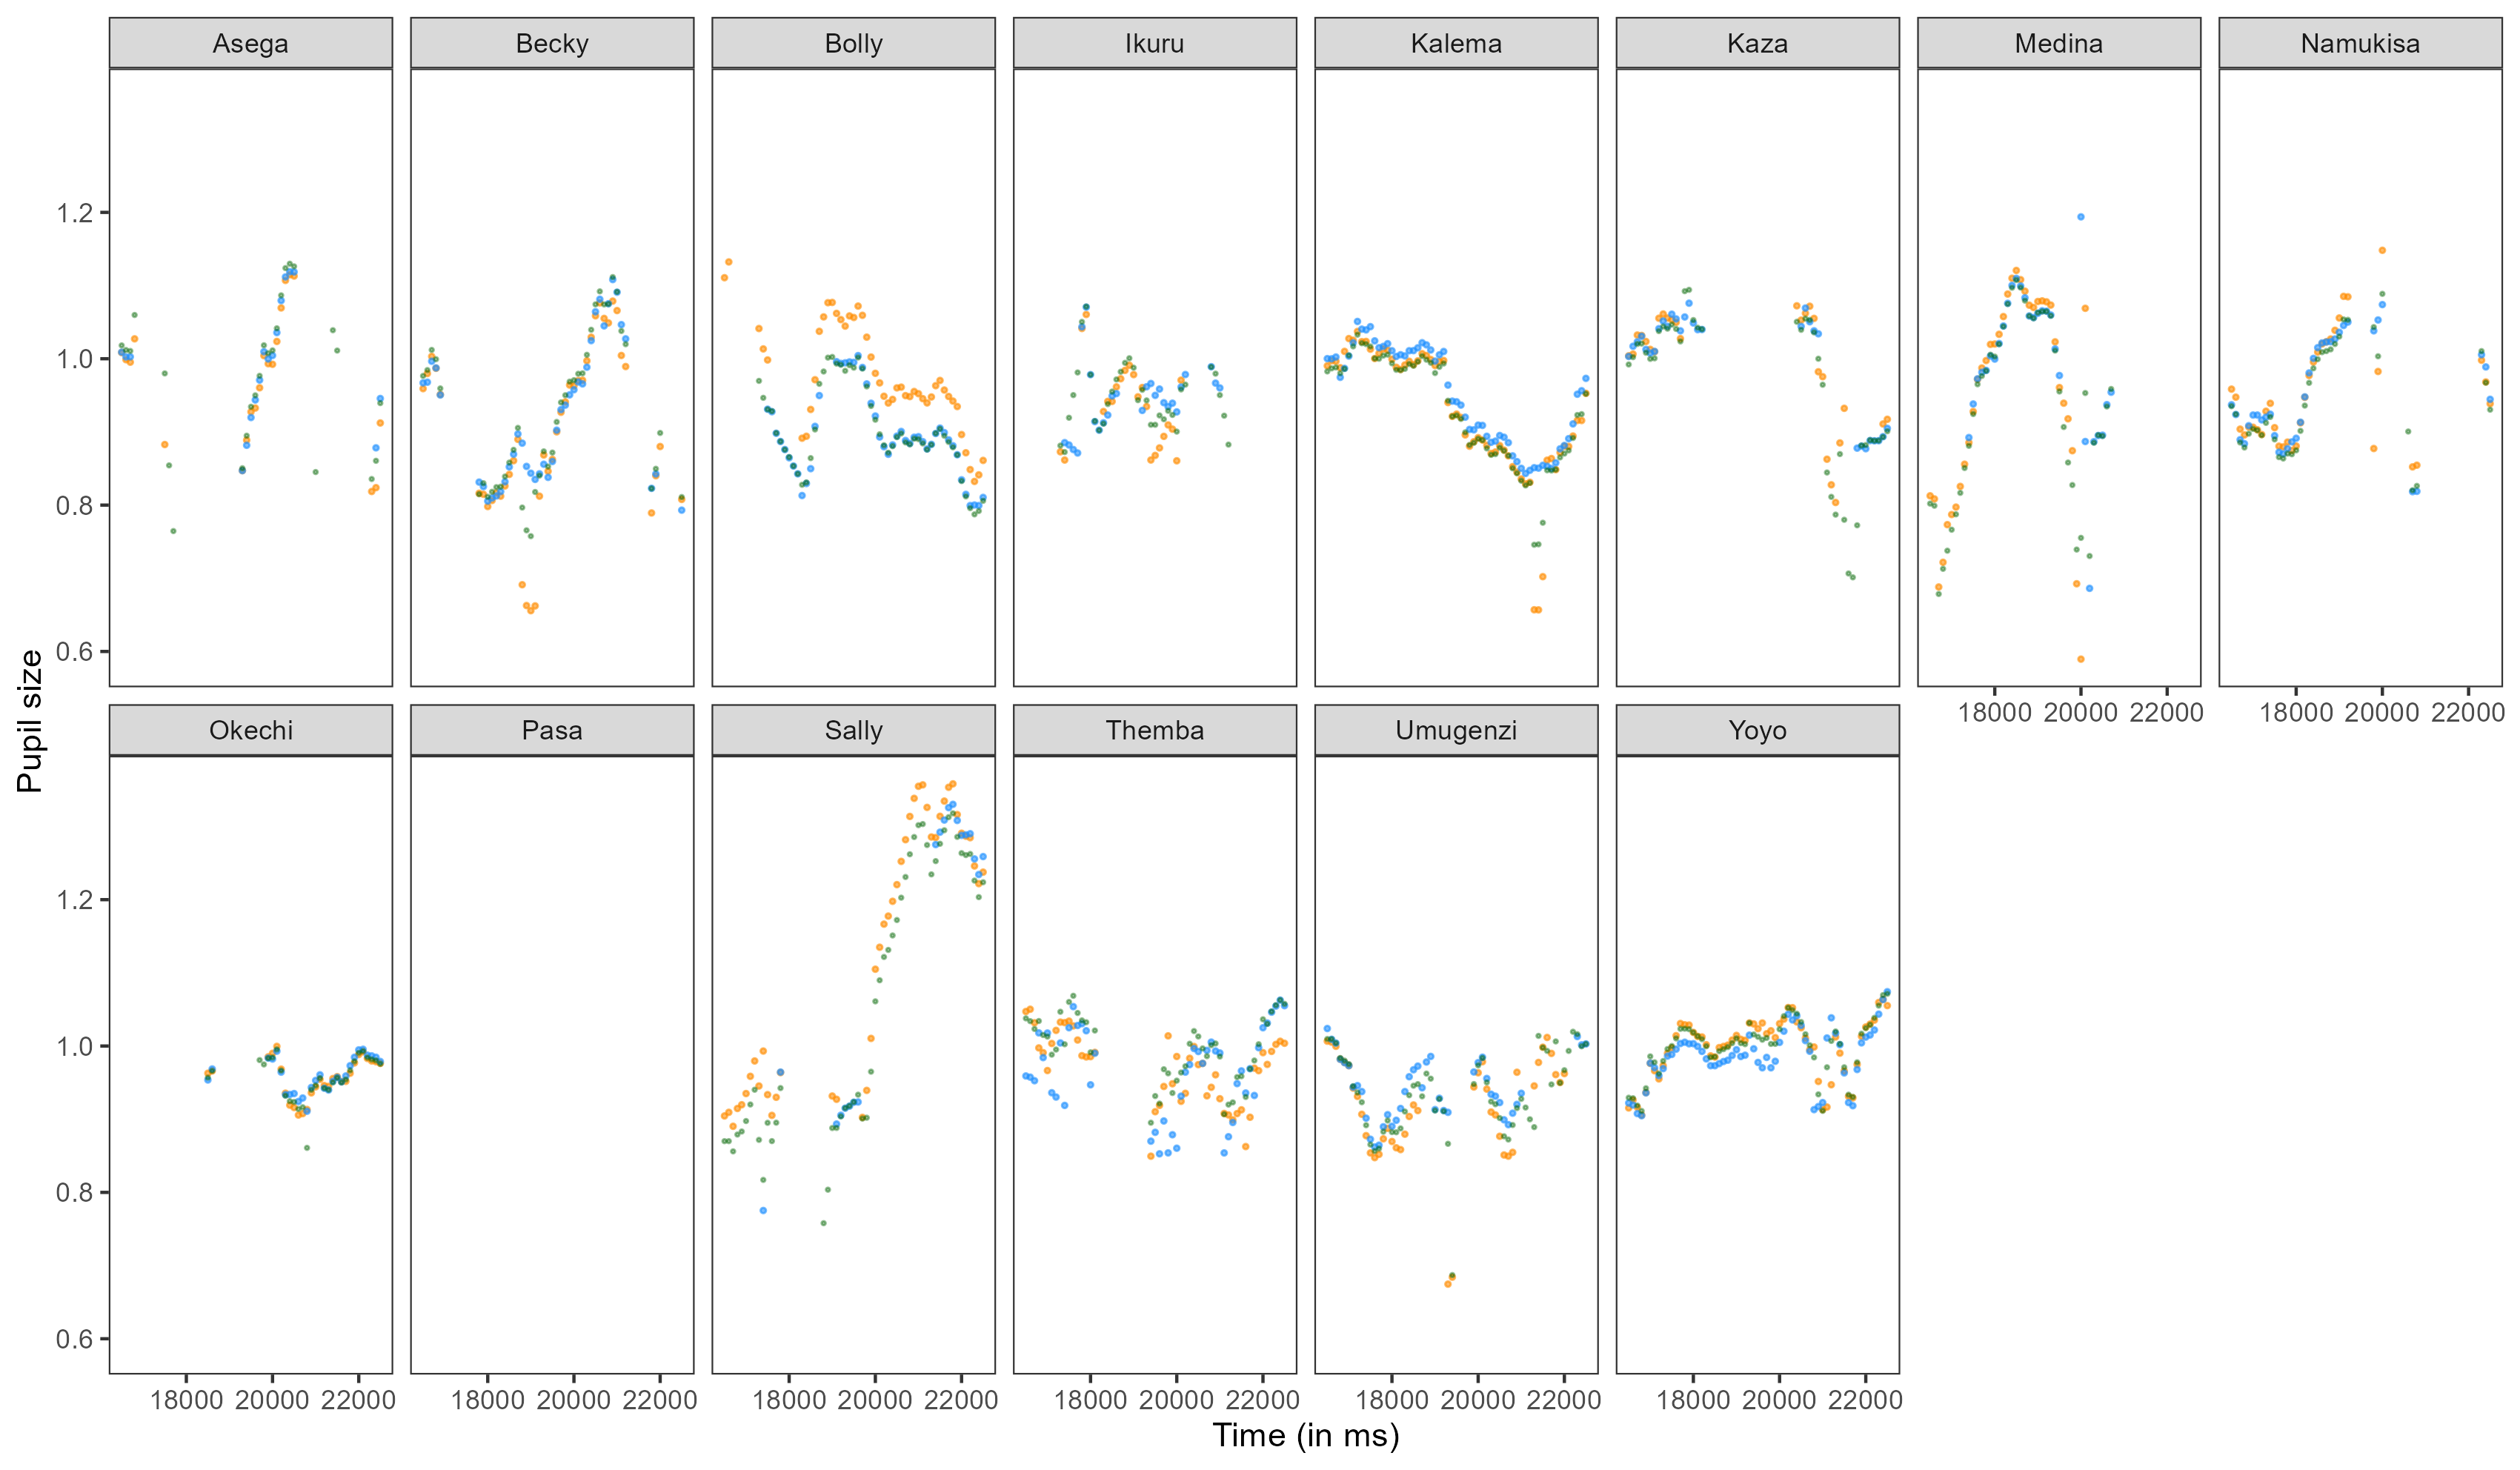 Asega Becky Bolly Ikuru Kalema Kaza Medina Namukisa
1.2
1.0
0.8
0.6
18000 20000 22000 18000 20000 22000
Pupil size
Okechi Pasa Sally Themba Umugenzi Yoyo
1.2
1.0
0.8
0.6
18000 20000 22000 18000 20000 22000 18000 20000 22000 18000 20000 22000 18000 20000 22000 18000 20000 22000
Time (in ms)